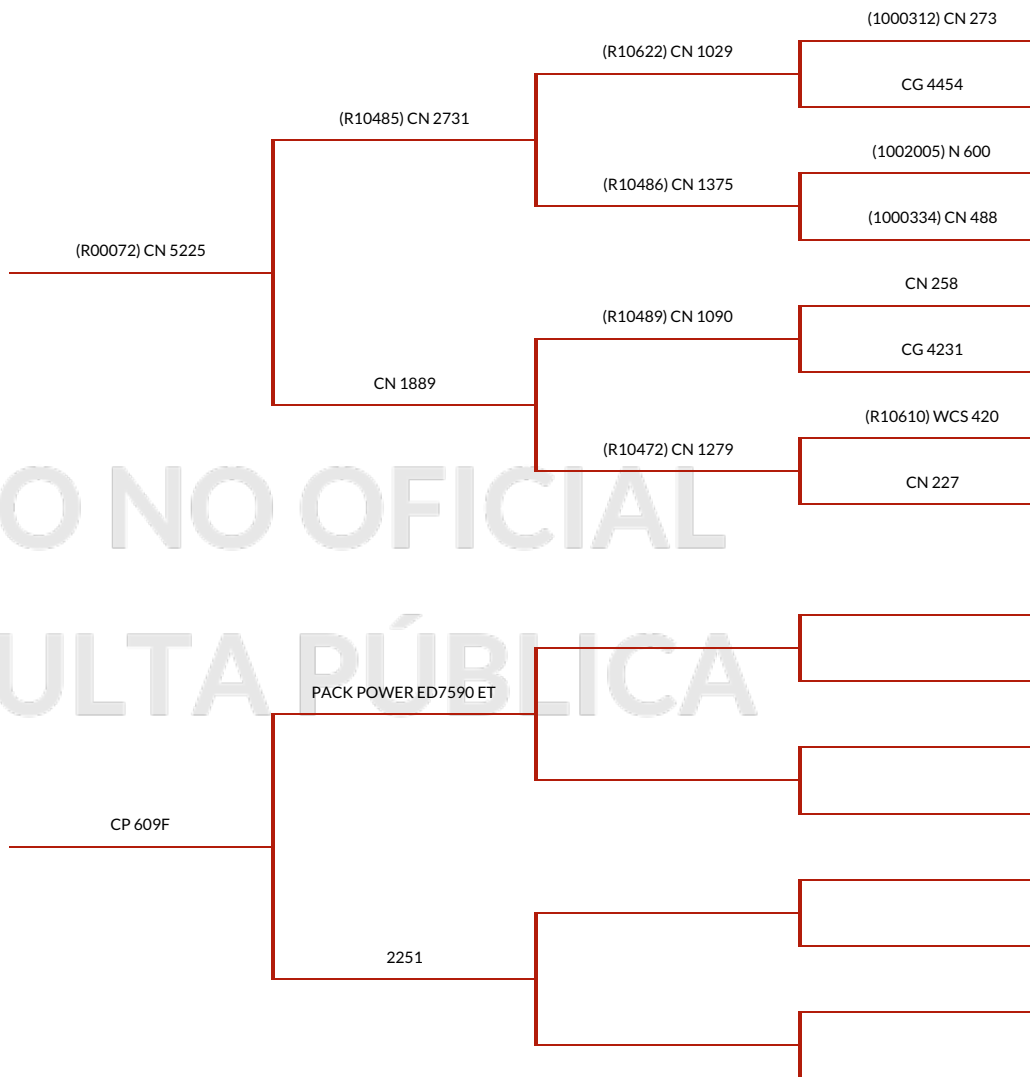 (1000312) CN 273
(R10622) CN 1029
CG 4454
(R10485) CN 2731
(1002005) N 600
(R10486) CN 1375
(1000334) CN 488
(R00072) CN 5225
CN 258
(R10489) CN 1090
CG 4231
CN 1889
(R10610) WCS 420
(R10472) CN 1279
CN 227
O NO OFICIAL
ULTA PÚBLICA
PACK POWER ED7590 ET
CP 609F
2251